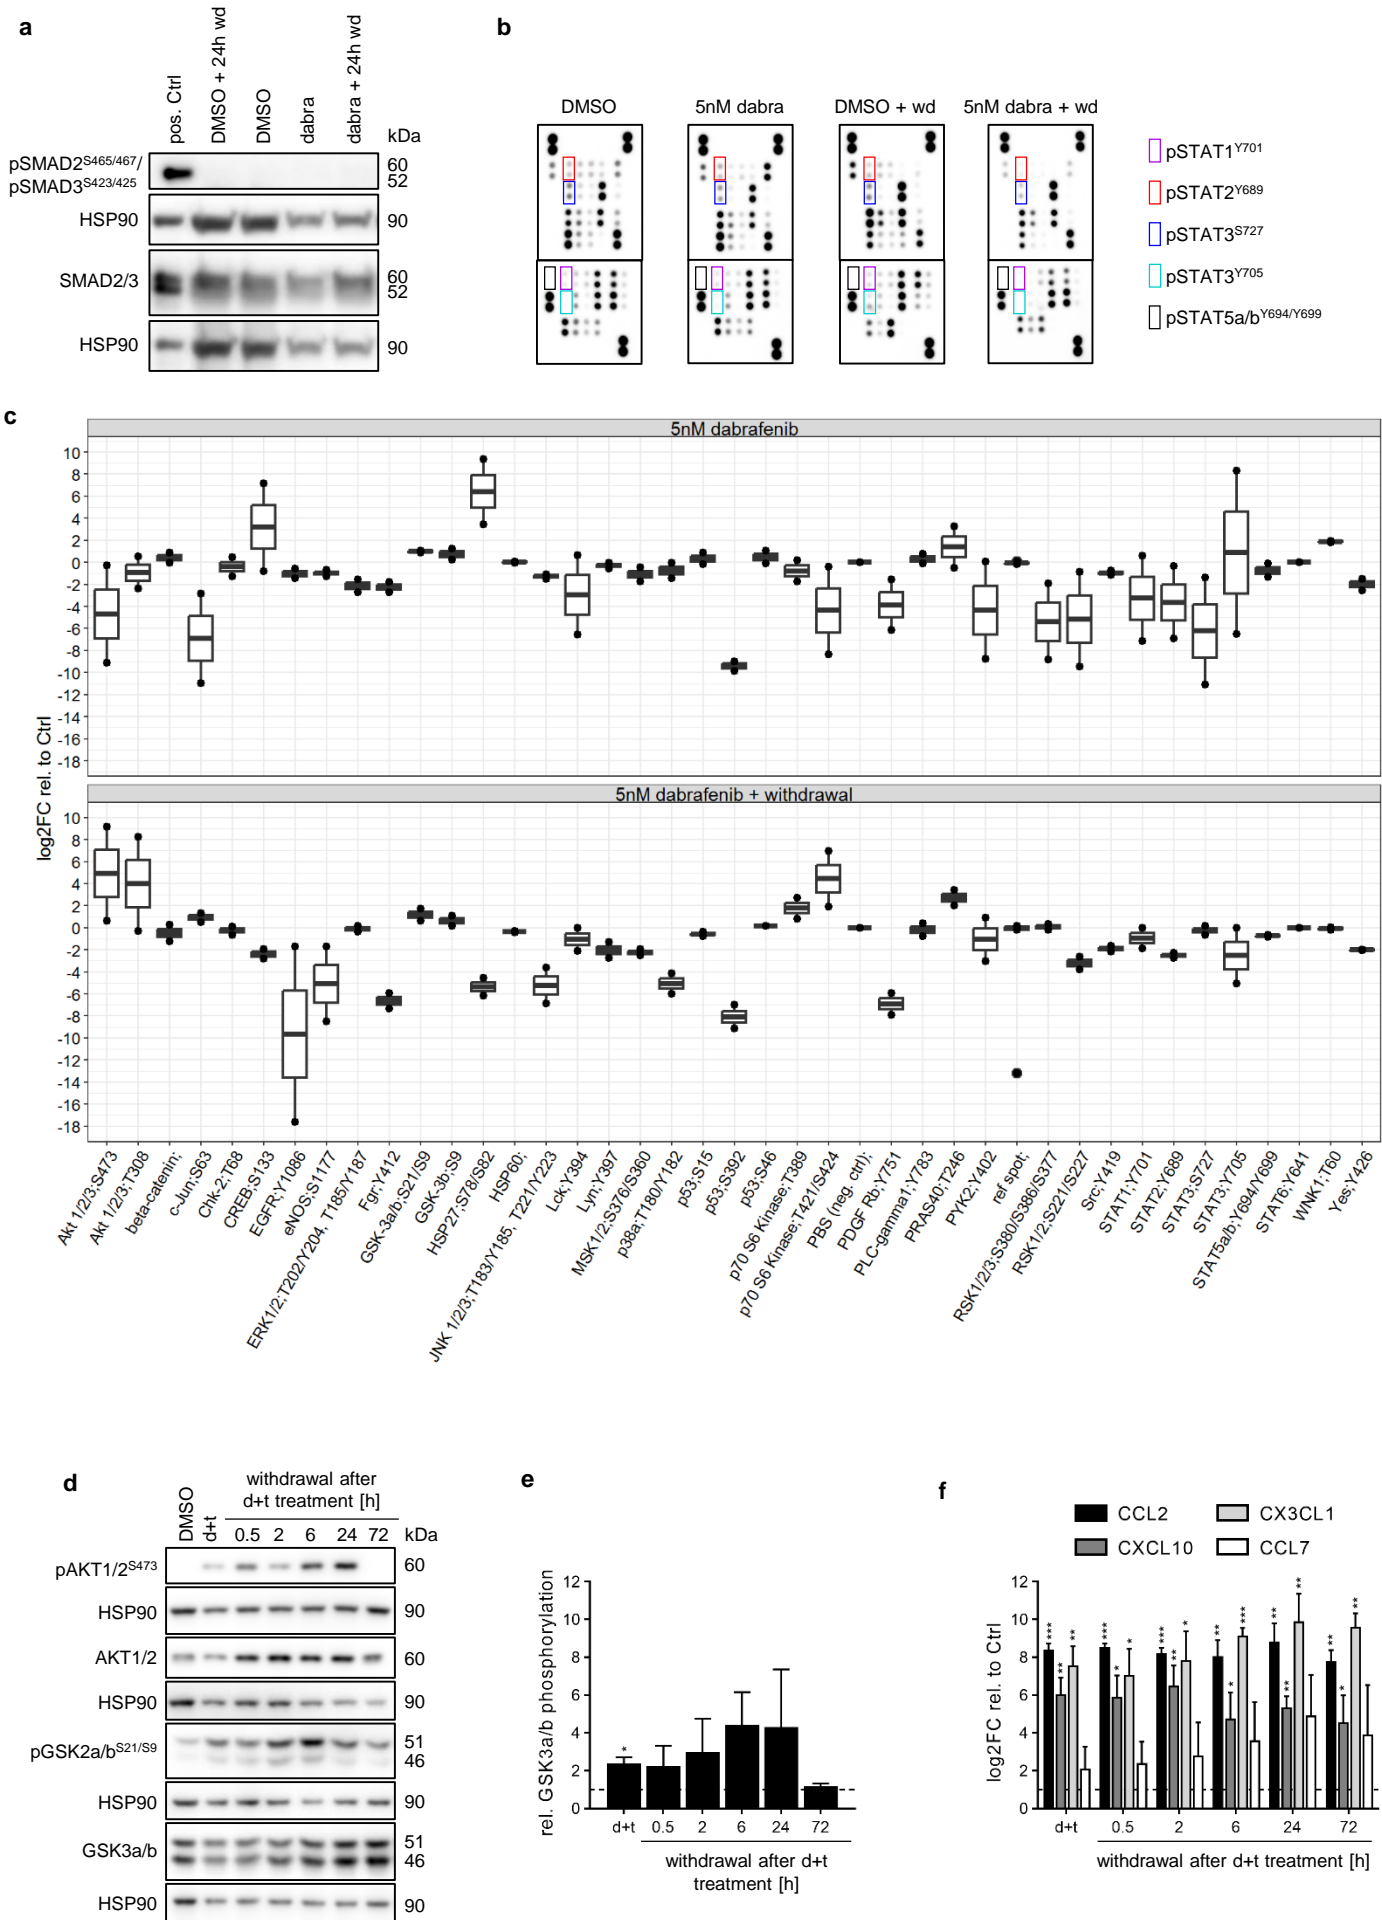 a
pos. Ctrl
DMSO + 24h wd
DMSO
dabra
dabra + 24h wd
kDa
pSMAD2S465/467/
pSMAD3S423/425
60
52
HSP90
90
SMAD2/3
60
52
HSP90
90
b
DMSO
5nM dabra
DMSO + wd
5nM dabra + wd
pSTAT1Y701
pSTAT2Y689
pSTAT3S727
pSTAT3Y705
pSTAT5a/bY694/Y699
c
5nM dabrafenib
10
8
6
4
2
0
-2
-4
-6
-8
-10
-12
-14
-16
-18
log2FC rel. to Ctrl
5nM dabrafenib + withdrawal
10
8
6
4
2
0
-2
-4
-6
-8
-10
-12
-14
-16
-18
Akt 1/2/3;S473
Akt 1/2/3;T308
beta-catenin;
c-Jun;S63
Chk-2;T68
CREB;S133
EGFR;Y1086
eNOS;S1177
ERK1/2;T202/Y204, T185/Y187
Fgr;Y412
GSK-3a/b;S21/S9
GSK-3b;S9
HSP27;S78/S82
HSP60;
JNK 1/2/3;T183/Y185, T221/Y223
Lck;Y394
Lyn;Y397
MSK1/2;S376/S360
p38a;T180/Y182
p53;S15
p53;S392
p53;S46
p70 S6 Kinase;T389
p70 S6 Kinase;T421/S424
PBS (neg. ctrl);
PDGF Rb;Y751
PLC-gamma1;Y783
PRAS40;T246
PYK2;Y402
ref spot;
RSK1/2/3;S380/S386/S377
RSK1/2;S221/S227
Src;Y419
STAT1;Y701
STAT2;Y689
STAT3;S727
STAT3;Y705
STAT5a/b;Y694/Y699
STAT6;Y641
WNK1;T60
Yes;Y426
d
DMSO
d+t
withdrawal after
d+t treatment [h]
0.5 2 6 24 72
kDa
pAKT1/2S473
60
HSP90
90
AKT1/2
60
HSP90
90
pGSK2a/bS21/S9
51
46
HSP90
90
GSK3a/b
51
46
HSP90
90
e
rel. GSK3a/b phosphorylation
12
10
8
6
4
2
0
*
d+t 0.5 2 6 24 72
withdrawal after d+t
treatment [h]
f
CCL2
CX3CL1
CXCL10
CCL7
log2FC rel. to Ctrl
12
10
8
6
4
2
0
*** ** **
* *
*** ** *
** * ***
** ** **
** * **
d+t 0.5 2 6 24 72
withdrawal after d+t treatment [h]